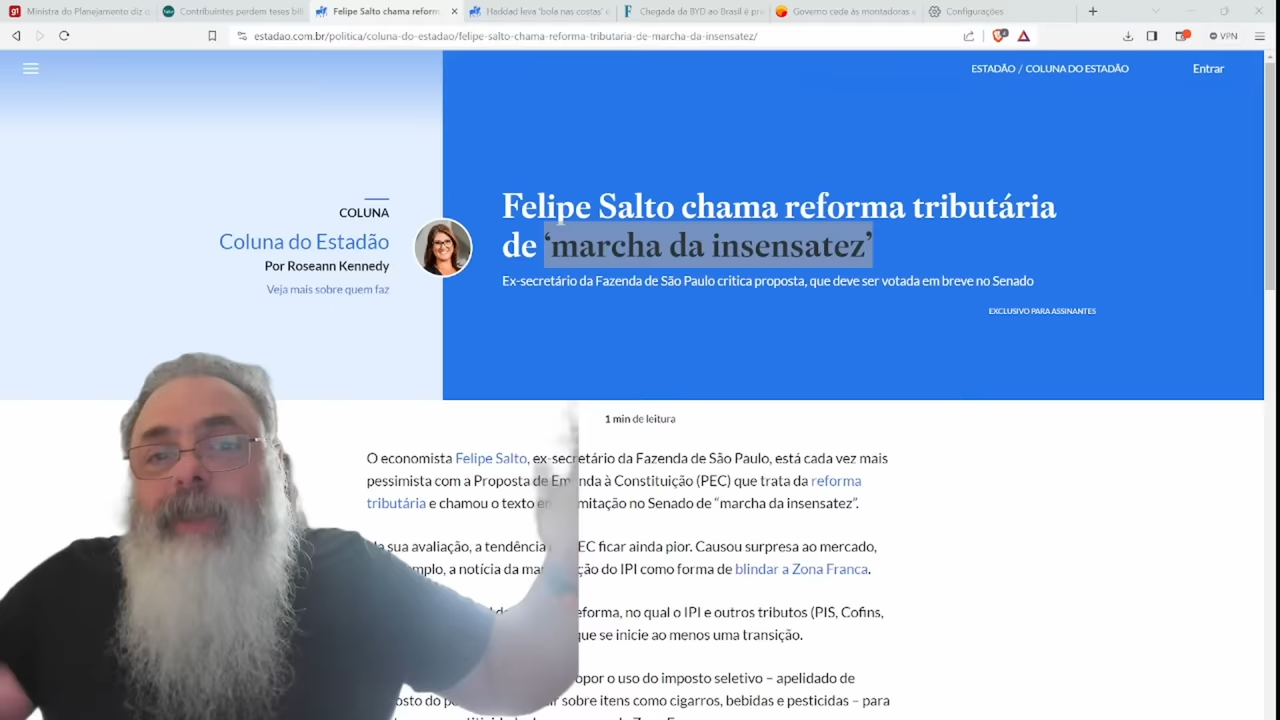 Ministra do Planejamento diz o
Contribuintes perdem teses bil
Felipe Salto chama reform
Haddad leva 'bola nas costas' e
Chegada da BYD ao Brasil é pr
Governo cede às montadoras e
Configurações
estadao.com.br/politica/coluna-do-estadao/felipe-salto-chama-reforma-tributaria-de-marcha-da-insensatez/
VPN
ESTADÃO / COLUNA DO ESTADÃO
Entrar
COLUNA
Coluna do Estadão
Por Roseann Kennedy
Veja mais sobre quem faz
Felipe Salto chama reforma tributária
de ‘marcha da insensatez’
Ex-secretário da Fazenda de São Paulo critica proposta, que deve ser votada em breve no Senado
EXCLUSIVO PARA ASSINANTES
1 min de leitura
O economista Felipe Salto, ex-secretário da Fazenda de São Paulo, está cada vez mais
pessimista com a Proposta de Emenda à Constituição (PEC) que trata da reforma
tributária e chamou o texto em tramitação no Senado de “marcha da insensatez”.
sua avaliação, a tendência EC ficar ainda pior. Causou surpresa ao mercado,
a notícia da ção do IPI como forma de blindar a Zona Franca.
eforma, no qual o IPI e outros tributos (PIS, Cofins,
que se inicie ao menos uma transição.
opor o uso do imposto seletivo – apelidado de
osto do sobre itens como cigarros, bebidas e pesticidas – para